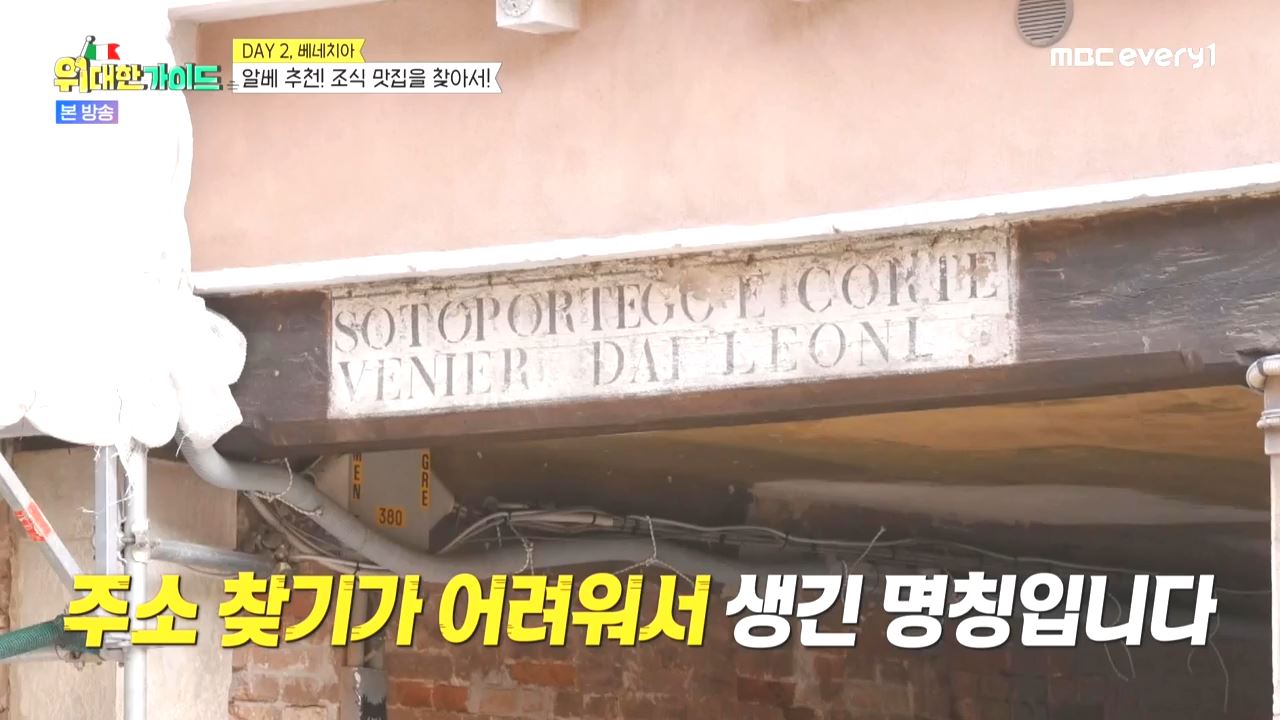 DAY 2, 베네치아
위대한 가이드
알베 추천! 조식 맛집을 찾아서!
본 방송
MBC every1
SOTOPORTEGO E CORTE
VENIER DAI LEONI
MEN
GRE
380
주소 찾기가 어려워서 생긴 명칭입니다